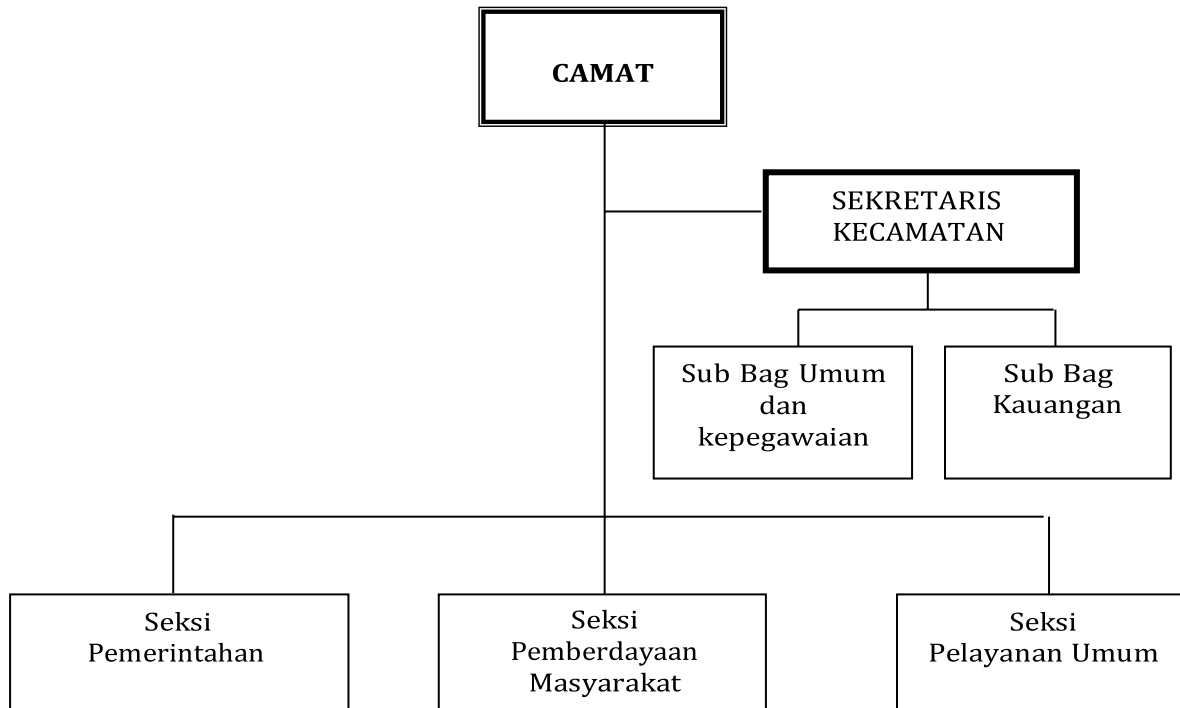 CAMAT
SEKRETARIS
KECAMATAN
Sub Bag Umum
dan
kepegawaian
Sub Bag
Kauangan
Seksi
Pemerintahan
Seksi
Pemberdayaan
Masyarakat
Seksi
Pelayanan Umum